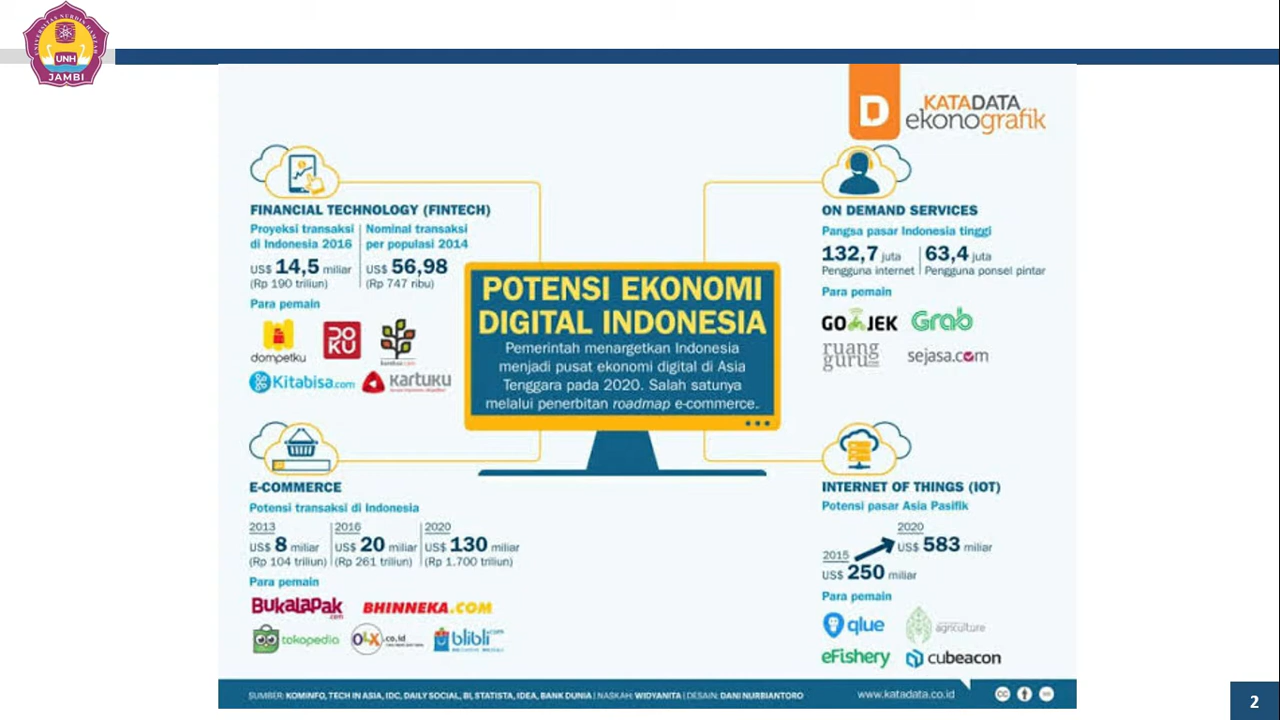 UNIVERSITAS NURDIN HAMZAH
UNH
JAMBI
D
KATADATA
ekonografik
FINANCIAL TECHNOLOGY (FINTECH)
Proyeksi transaksi di Indonesia 2016
US$ 14,5 miliar
(Rp 190 triliun)
Nominal transaksi per populasi 2014
US$ 56,98
(Rp 747 ribu)
Para pemain
dompetku
DOKU
Kitabisa.com
KARTUKU
ON DEMAND SERVICES
Pangsa pasar Indonesia tinggi
132,7 juta
Pengguna internet
63,4 juta
Pengguna ponsel pintar
Para pemain
GO-JEK
Grab
ruang
guru
sejasa.com
POTENSI EKONOMI
DIGITAL INDONESIA
Pemerintah menargetkan Indonesia
menjadi pusat ekonomi digital di Asia
Tenggara pada 2020. Salah satunya
melalui penerbitan roadmap e-commerce.
E-COMMERCE
Potensi transaksi di Indonesia
2013
US$ 8 miliar
(Rp 104 triliun)
2016
US$ 20 miliar
(Rp 261 triliun)
2020
US$ 130 miliar
(Rp 1.700 triliun)
Para pemain
BUKALAPAK
.com
BHINNEKA.COM
tokopedia
OLX.co.id
blibli.com
INTERNET OF THINGS (IOT)
Potensi pasar Asia Pasifik
2020
US$ 583 miliar
2015
US$ 250 miliar
Para pemain
qlue
agriculture
eFishery
cubeacon
SUMBER: KOMINFO, TECH IN ASIA, IDC, DAILY SOCIAL, BI, STATISTA, IDEA, BANK DUNIA | NASKAH: WIDYANITA | DESAIN: DANI NURBIANTORO
www.katadata.co.id
2